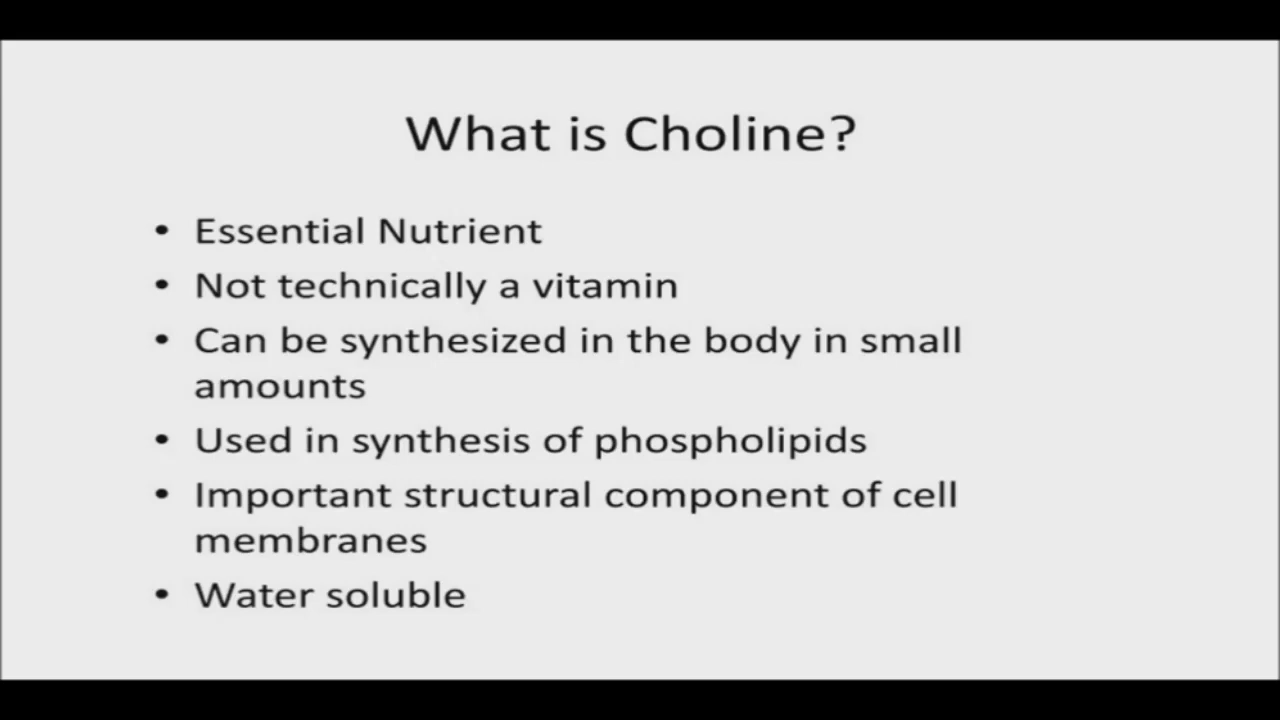 What is Choline?
• Essential Nutrient
• Not technically a vitamin
• Can be synthesized in the body in small
amounts
• Used in synthesis of phospholipids
• Important structural component of cell
membranes
• Water soluble